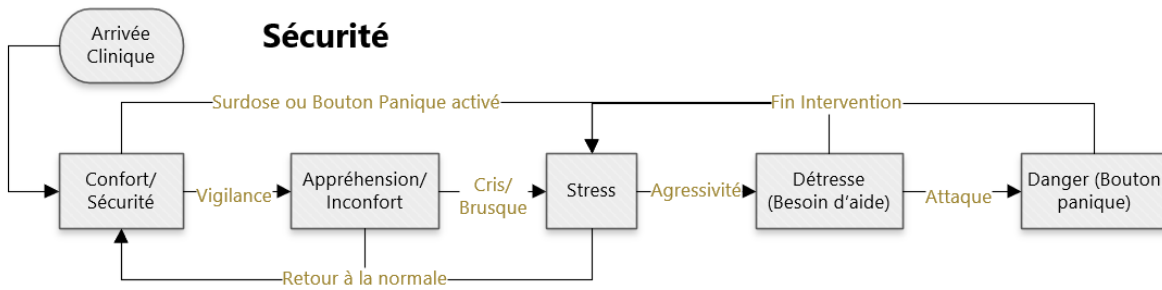 Arrivée
Clinique
Sécurité
Surdose ou Bouton Panique activé
Fin Intervention
Confort/
Sécurité
Vigilance
Appréhension/
Inconfort
Cris/
Brusque
Stress
Agressivité
Détresse
(Besoin d'aide)
Attaque
Danger (Bouton
panique)
Retour à la normale